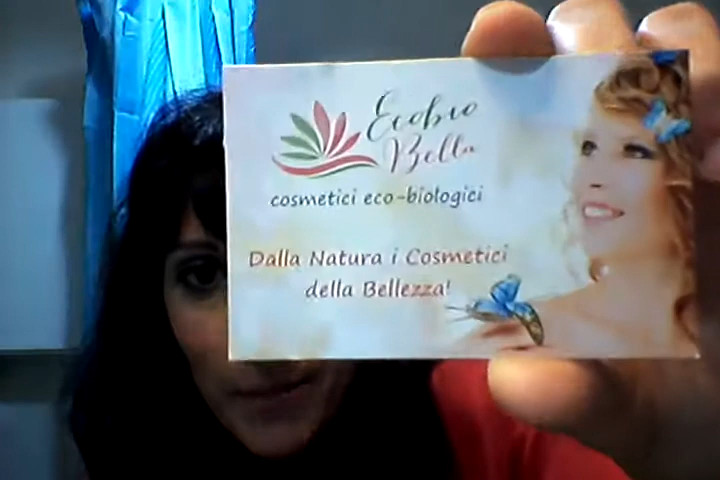 Ecobio
Bella
cosmetici eco-biologici
Dalla Natura i Cosmetici
della Bellezza!